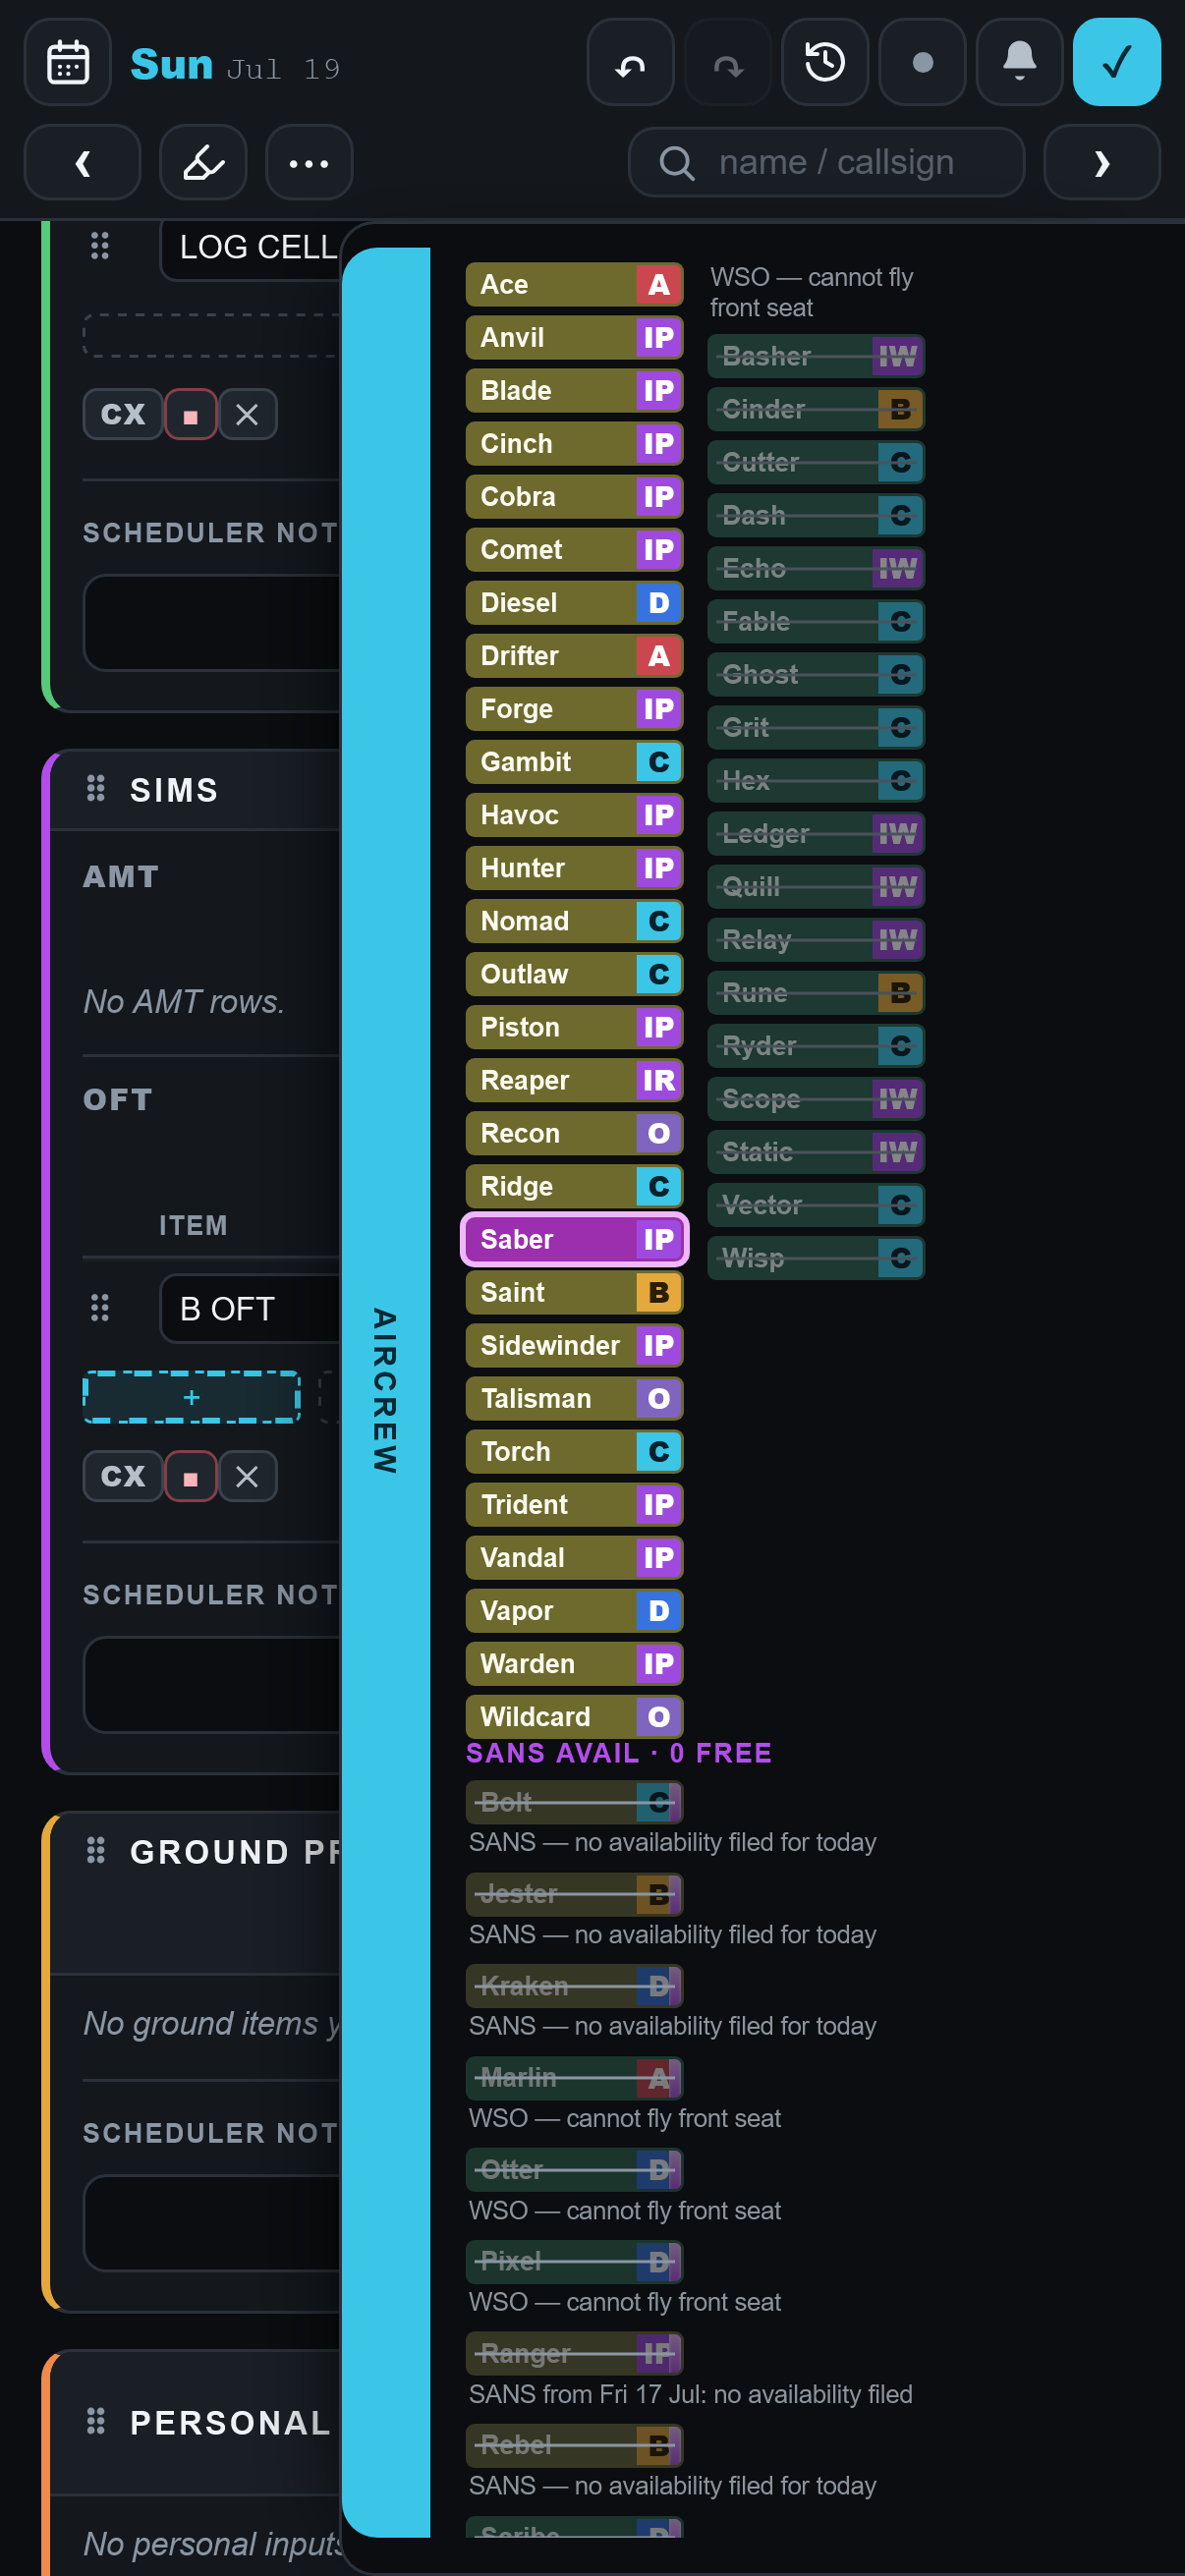 Sun Jul 19
name / callsign
LOG CELL
CX
SCHEDULER NOT
SIMS
AMT
No AMT rows.
OFT
ITEM
B OFT
+
CX
SCHEDULER NOT
GROUND PR
No ground items y
SCHEDULER NOT
PERSONAL
No personal inputs
AIRCREW
Ace A
Anvil IP
Blade IP
Cinch IP
Cobra IP
Comet IP
Diesel D
Drifter A
Forge IP
Gambit C
Havoc IP
Hunter IP
Nomad C
Outlaw C
Piston IP
Reaper IR
Recon O
Ridge C
Saber IP
Saint B
Sidewinder IP
Talisman O
Torch C
Trident IP
Vandal IP
Vapor D
Warden IP
Wildcard O
WSO — cannot fly
front seat
Basher IW
Cinder B
Cutter C
Dash C
Echo IW
Fable C
Ghost C
Grit C
Hex C
Ledger IW
Quill IW
Relay IW
Rune B
Ryder C
Scope IW
Static IW
Vector C
Wisp C
SANS AVAIL · 0 FREE
Bolt C
SANS — no availability filed for today
Jester B
SANS — no availability filed for today
Kraken D
SANS — no availability filed for today
Marlin A
WSO — cannot fly front seat
Otter D
WSO — cannot fly front seat
Pixel D
WSO — cannot fly front seat
Ranger IP
SANS from Fri 17 Jul: no availability filed
Rebel B
SANS — no availability filed for today